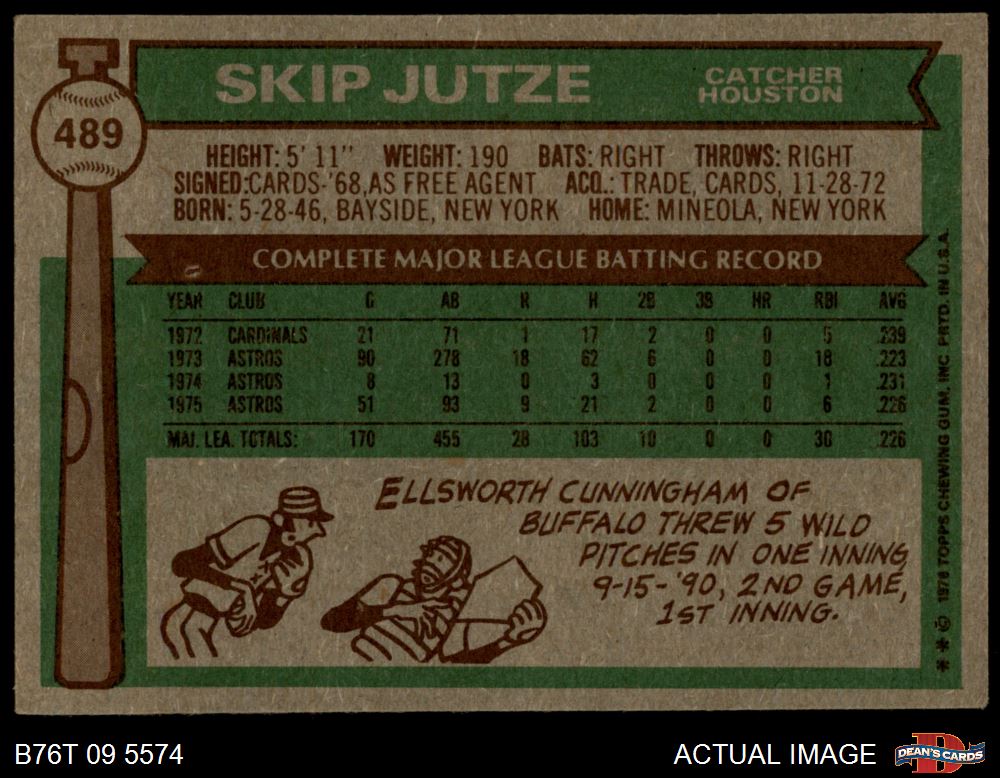 489
SKIP JUTZE
CATCHER
HOUSTON
HEIGHT: 5' 11" WEIGHT: 190 BATS: RIGHT THROWS: RIGHT
SIGNED:CARDS-'68,AS FREE AGENT ACQ.: TRADE, CARDS, 11-28-72
BORN: 5-28-46, BAYSIDE, NEW YORK HOME: MINEOLA, NEW YORK
COMPLETE MAJOR LEAGUE BATTING RECORD
YEAR CLUB G AB R H 2B 3B HR RBI AVG
1972 CARDINALS 21 71 1 17 2 0 0 5 .239
1973 ASTROS 90 278 18 62 6 0 0 18 .223
1974 ASTROS 8 13 0 3 0 0 0 1 .231
1975 ASTROS 51 93 9 21 2 0 0 6 .226
MAJ. LEA. TOTALS: 170 455 28 103 10 0 0 30 .226
ELLSWORTH CUNNINGHAM OF
BUFFALO THREW 5 WILD
PITCHES IN ONE INNING,
9-15-'90, 2ND GAME,
1ST INNING.
* * © 1976 TOPPS CHEWING GUM, INC. PRTD. IN U.S.A.
B76T 09 5574
ACTUAL IMAGE
D
DEAN'S CARDS